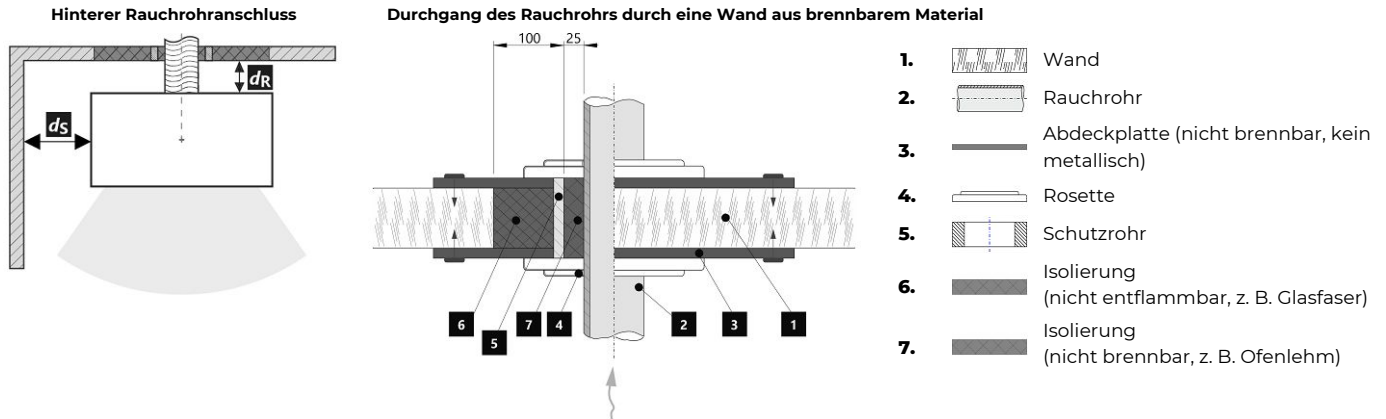 Hinterer Rauchrohranschluss
dR
dS
Durchgang des Rauchrohrs durch eine Wand aus brennbarem Material
100 25
6 5 7 4 2 3 1
1. Wand
2. Rauchrohr
3. Abdeckplatte (nicht brennbar, kein
metallisch)
4. Rosette
5. Schutzrohr
6. Isolierung
(nicht entflammbar, z. B. Glasfaser)
7. Isolierung
(nicht brennbar, z. B. Ofenlehm)